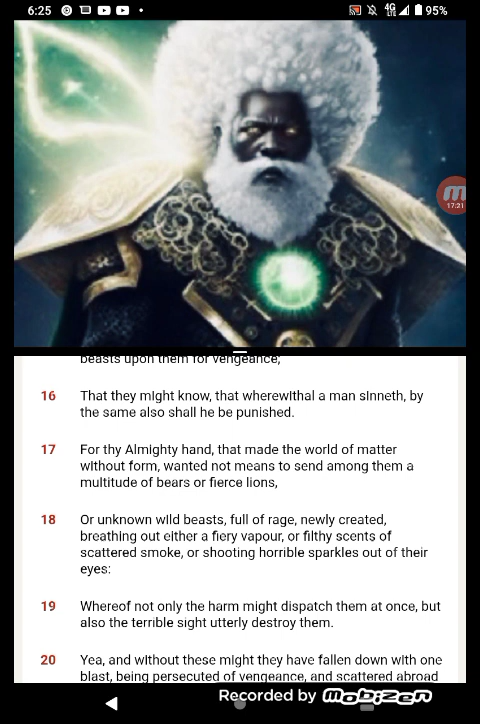 6:25
4G
LTE
95%
17:21
beasts upon them for vengeance;
16 That they might know, that wherewithal a man sinneth, by
the same also shall he be punished.
17 For thy Almighty hand, that made the world of matter
without form, wanted not means to send among them a
multitude of bears or fierce lions,
18 Or unknown wild beasts, full of rage, newly created,
breathing out either a fiery vapour, or filthy scents of
scattered smoke, or shooting horrible sparkles out of their
eyes:
19 Whereof not only the harm might dispatch them at once, but
also the terrible sight utterly destroy them.
20 Yea, and without these might they have fallen down with one
blast, being persecuted of vengeance, and scattered abroad
Recorded by Mobizen